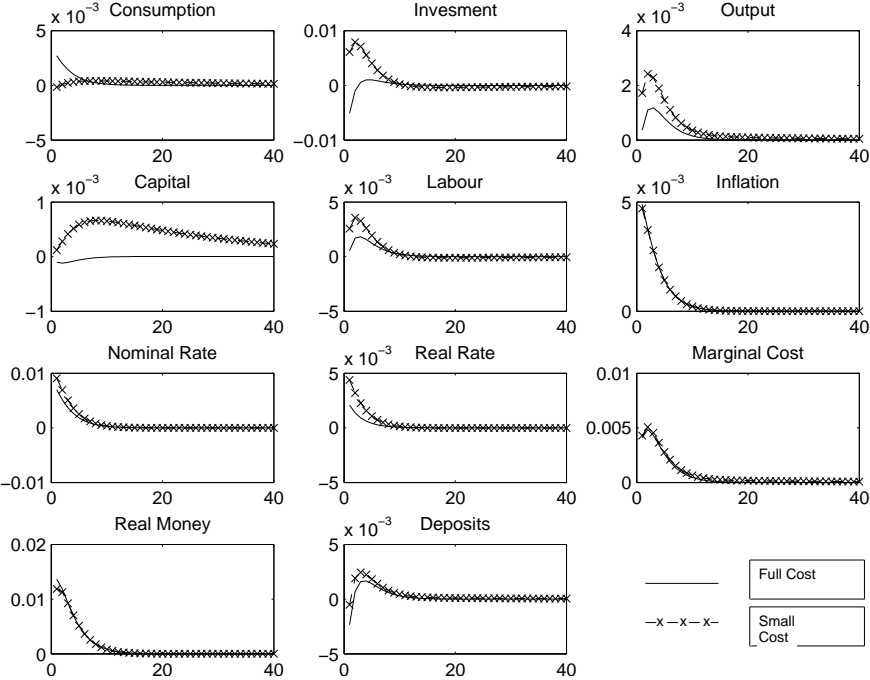 Consumption
x 10⁻³
5
0
−5
0 20 40
Invesment
0.01
0
−0.01
0 20 40
Output
x 10⁻³
4
2
0
0 20 40
Capital
x 10⁻³
1
0
−1
0 20 40
Labour
x 10⁻³
5
0
−5
0 20 40
Inflation
x 10⁻³
5
0
0 20 40
Nominal Rate
0.01
0
−0.01
0 20 40
Real Rate
x 10⁻³
5
0
−5
0 20 40
Marginal Cost
0.01
0.005
0
0 20 40
Real Money
0.02
0.01
0
0 20 40
Deposits
x 10⁻³
5
0
−5
0 20 40
Full Cost
x x x
Small
Cost